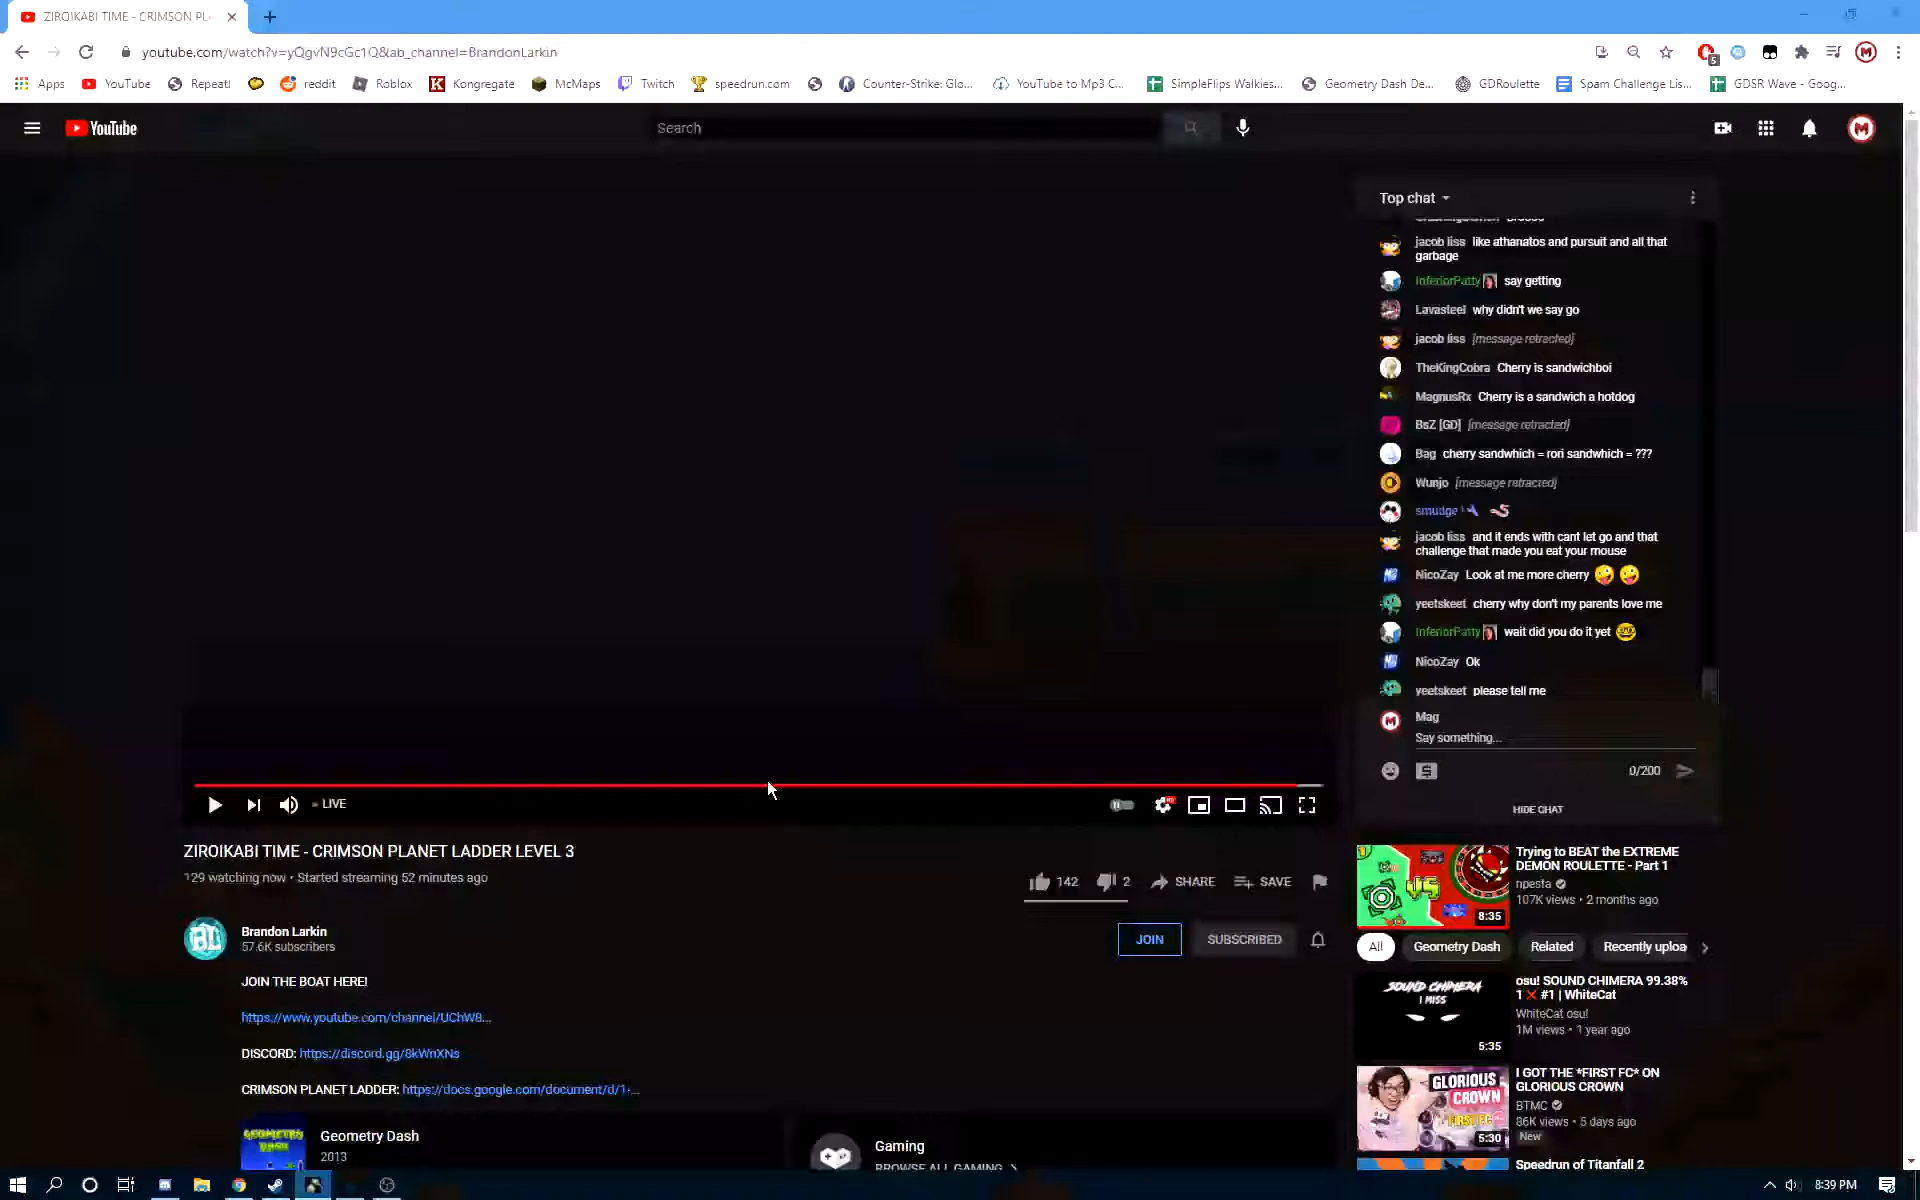 ZIROIKABI TIME - CRIMSON PL
youtube.com/watch?v=yQgvN9cGc1Q&ab_channel=BrandonLarkin
5
Apps
YouTube
Repeat!
reddit
Roblox
Kongregate
McMaps
Twitch
speedrun.com
Counter-Strike: Glo...
YouTube to Mp3 C...
SimpleFlips Walkies...
Geometry Dash De...
GDRoulette
Spam Challenge Lis...
GDSR Wave - Goog...
YouTube
Search
Top chat
jacob liss like athanatos and pursuit and all that
garbage
InferiorPatty say getting
Lavasteel why didn't we say go
jacob liss [message retracted]
TheKingCobra Cherry is sandwichboi
MagnusRx Cherry is a sandwich a hotdog
BsZ [GD] [message retracted]
Bag cherry sandwhich = rori sandwhich = ???
Wunjo [message retracted]
smudge
jacob liss and it ends with cant let go and that
challenge that made you eat your mouse
NicoZay Look at me more cherry
yeetskeet cherry why don't my parents love me
InferiorPatty wait did you do it yet
NicoZay Ok
yeetskeet please tell me
Mag
Say something...
0/200
HIDE CHAT
LIVE
ZIROIKABI TIME - CRIMSON PLANET LADDER LEVEL 3
129 watching now • Started streaming 52 minutes ago
142
2
SHARE
SAVE
Brandon Larkin
57.6K subscribers
JOIN
SUBSCRIBED
JOIN THE BOAT HERE!
https://www.youtube.com/channel/UChW8...
DISCORD: https://discord.gg/8kWnXNs
CRIMSON PLANET LADDER: https://docs.google.com/document/d/1-...
GEOMETRY
DASH
Geometry Dash
2013
Gaming
BROWSE ALL GAMING
VS
8:35
Trying to BEAT the EXTREME
DEMON ROULETTE - Part 1
npesta
107K views • 2 months ago
All
Geometry Dash
Related
Recently uploa
SOUND CHIMERA
1 MISS
5:35
osu! SOUND CHIMERA 99.38%
1 ❌ #1 | WhiteCat
WhiteCat osu!
1M views • 1 year ago
GLORIOUS
CROWN
FIRST FC
5:30
I GOT THE *FIRST FC* ON
GLORIOUS CROWN
BTMC
86K views • 5 days ago
New
Speedrun of Titanfall 2
8:39 PM